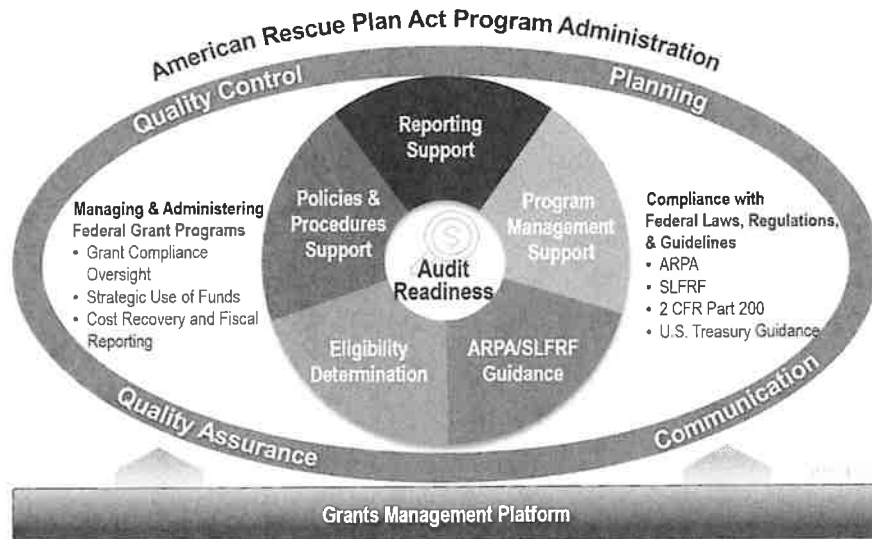 American Rescue Plan Act Program Administration
Quality Control
Planning
Reporting
Support
Policies &
Procedures
Support
Program
Management
Support
Managing & Administering
Federal Grant Programs
• Grant Compliance
Oversight
• Strategic Use of Funds
• Cost Recovery and Fiscal
Reporting
$
Audit
Readiness
Compliance with
Federal Laws, Regulations,
& Guidelines
• ARPA
• SLFRF
• 2 CFR Part 200
• U.S. Treasury Guidance
Eligibility
Determination
ARPA/SLFRF
Guidance
Quality Assurance
Communication
Grants Management Platform